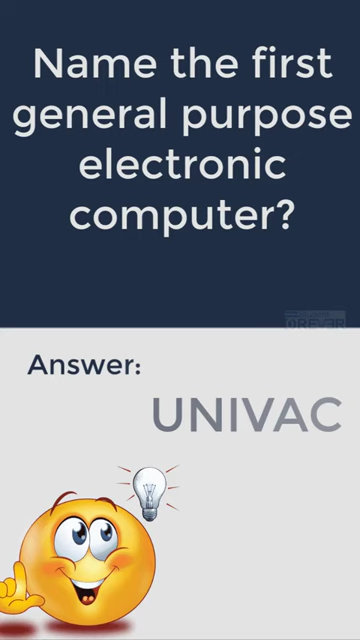 Name the first
general purpose
electronic
computer?
Answer:
UNIVAC